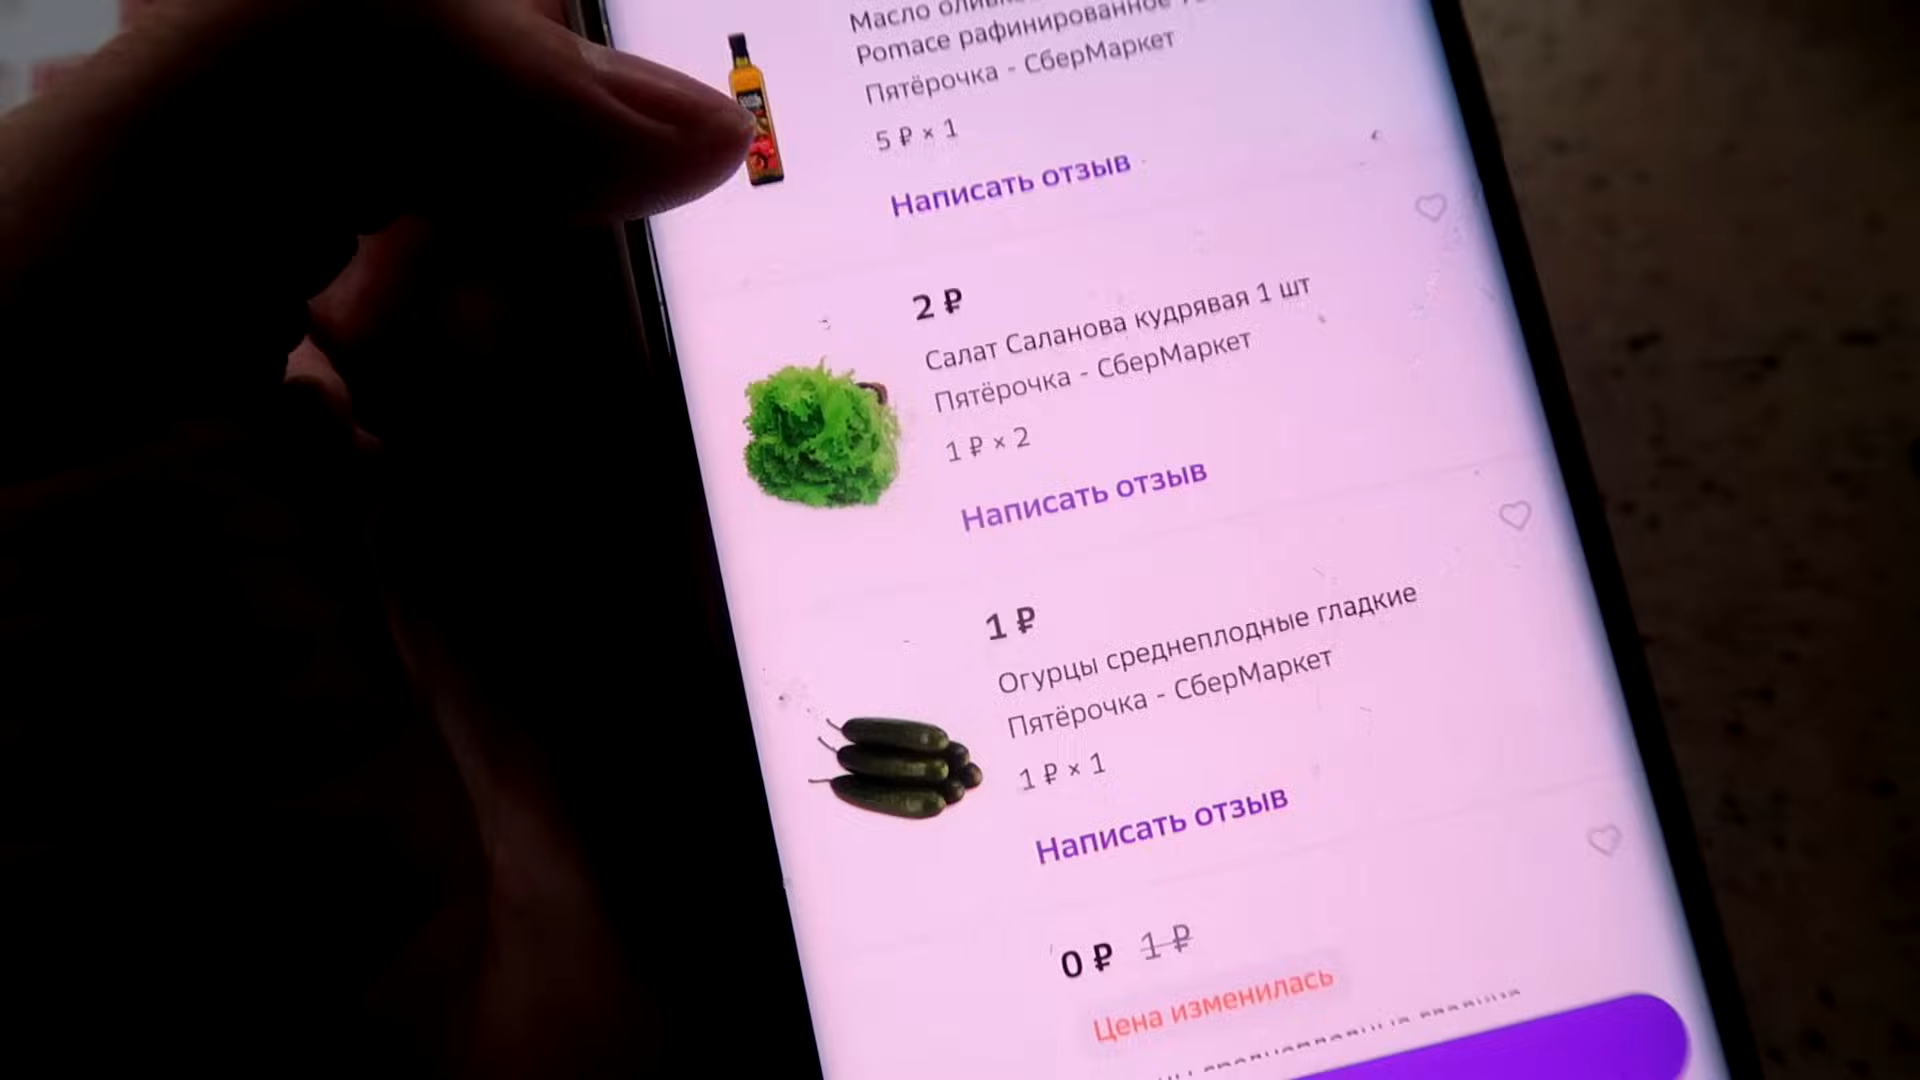 Масло
Pomace рафинированное
Пятёрочка - СберМаркет
5 ₽ × 1
Написать отзыв
2 ₽
Салат Саланова кудрявая 1 шт
Пятёрочка - СберМаркет
1 ₽ × 2
Написать отзыв
1 ₽
Огурцы среднеплодные гладкие
Пятёрочка - СберМаркет
1 ₽ × 1
Написать отзыв
0 ₽ 1 ₽
Цена изменилась